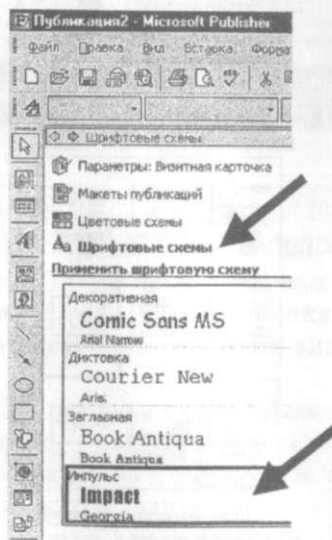 Публикация2 - Microsoft Publisher
Файл Правка Вид Вставка Форма
Шрифтовые схемы
Параметры: Визитная карточка
Макеты публикаций
Цветовые схемы
Aa Шрифтовые схемы
Применить шрифтовую схему
Декоративная
Comic Sans MS
Arial Narrow
Диктовка
Courier New
Arial
Заглавная
Book Antiqua
Book Antiqua
Импульс
Impact
Georgia